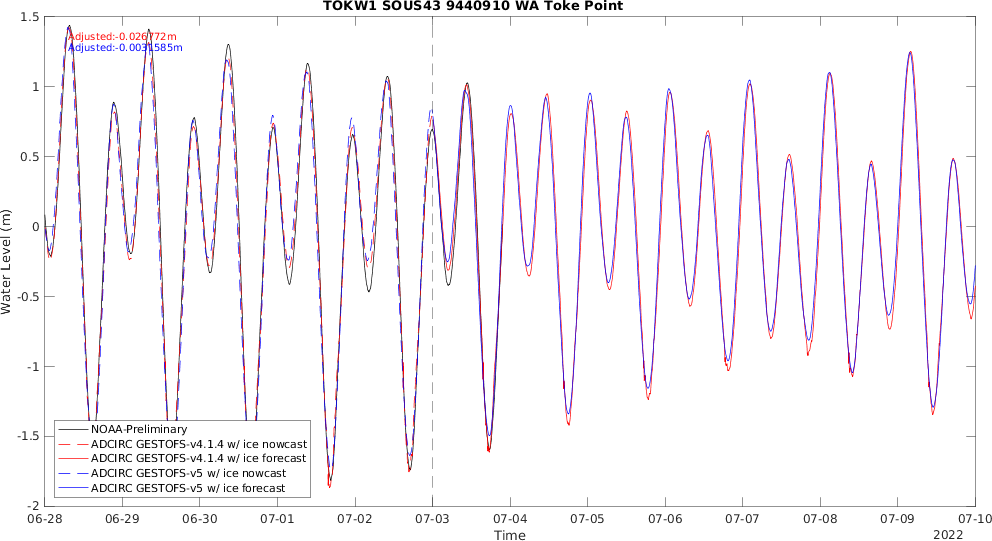 TOKW1 SOUS43 9440910 WA Toke Point
Adjusted:-0.026772m
Adjusted:-0.0031585m
Water Level (m)
1.5
1
0.5
0
-0.5
-1
-1.5
-2
NOAA-Preliminary
ADCIRC GESTOFS-v4.1.4 w/ ice nowcast
ADCIRC GESTOFS-v4.1.4 w/ ice forecast
ADCIRC GESTOFS-v5 w/ ice nowcast
ADCIRC GESTOFS-v5 w/ ice forecast
06-28 06-29 06-30 07-01 07-02 07-03 07-04 07-05 07-06 07-07 07-08 07-09 07-10
Time
2022